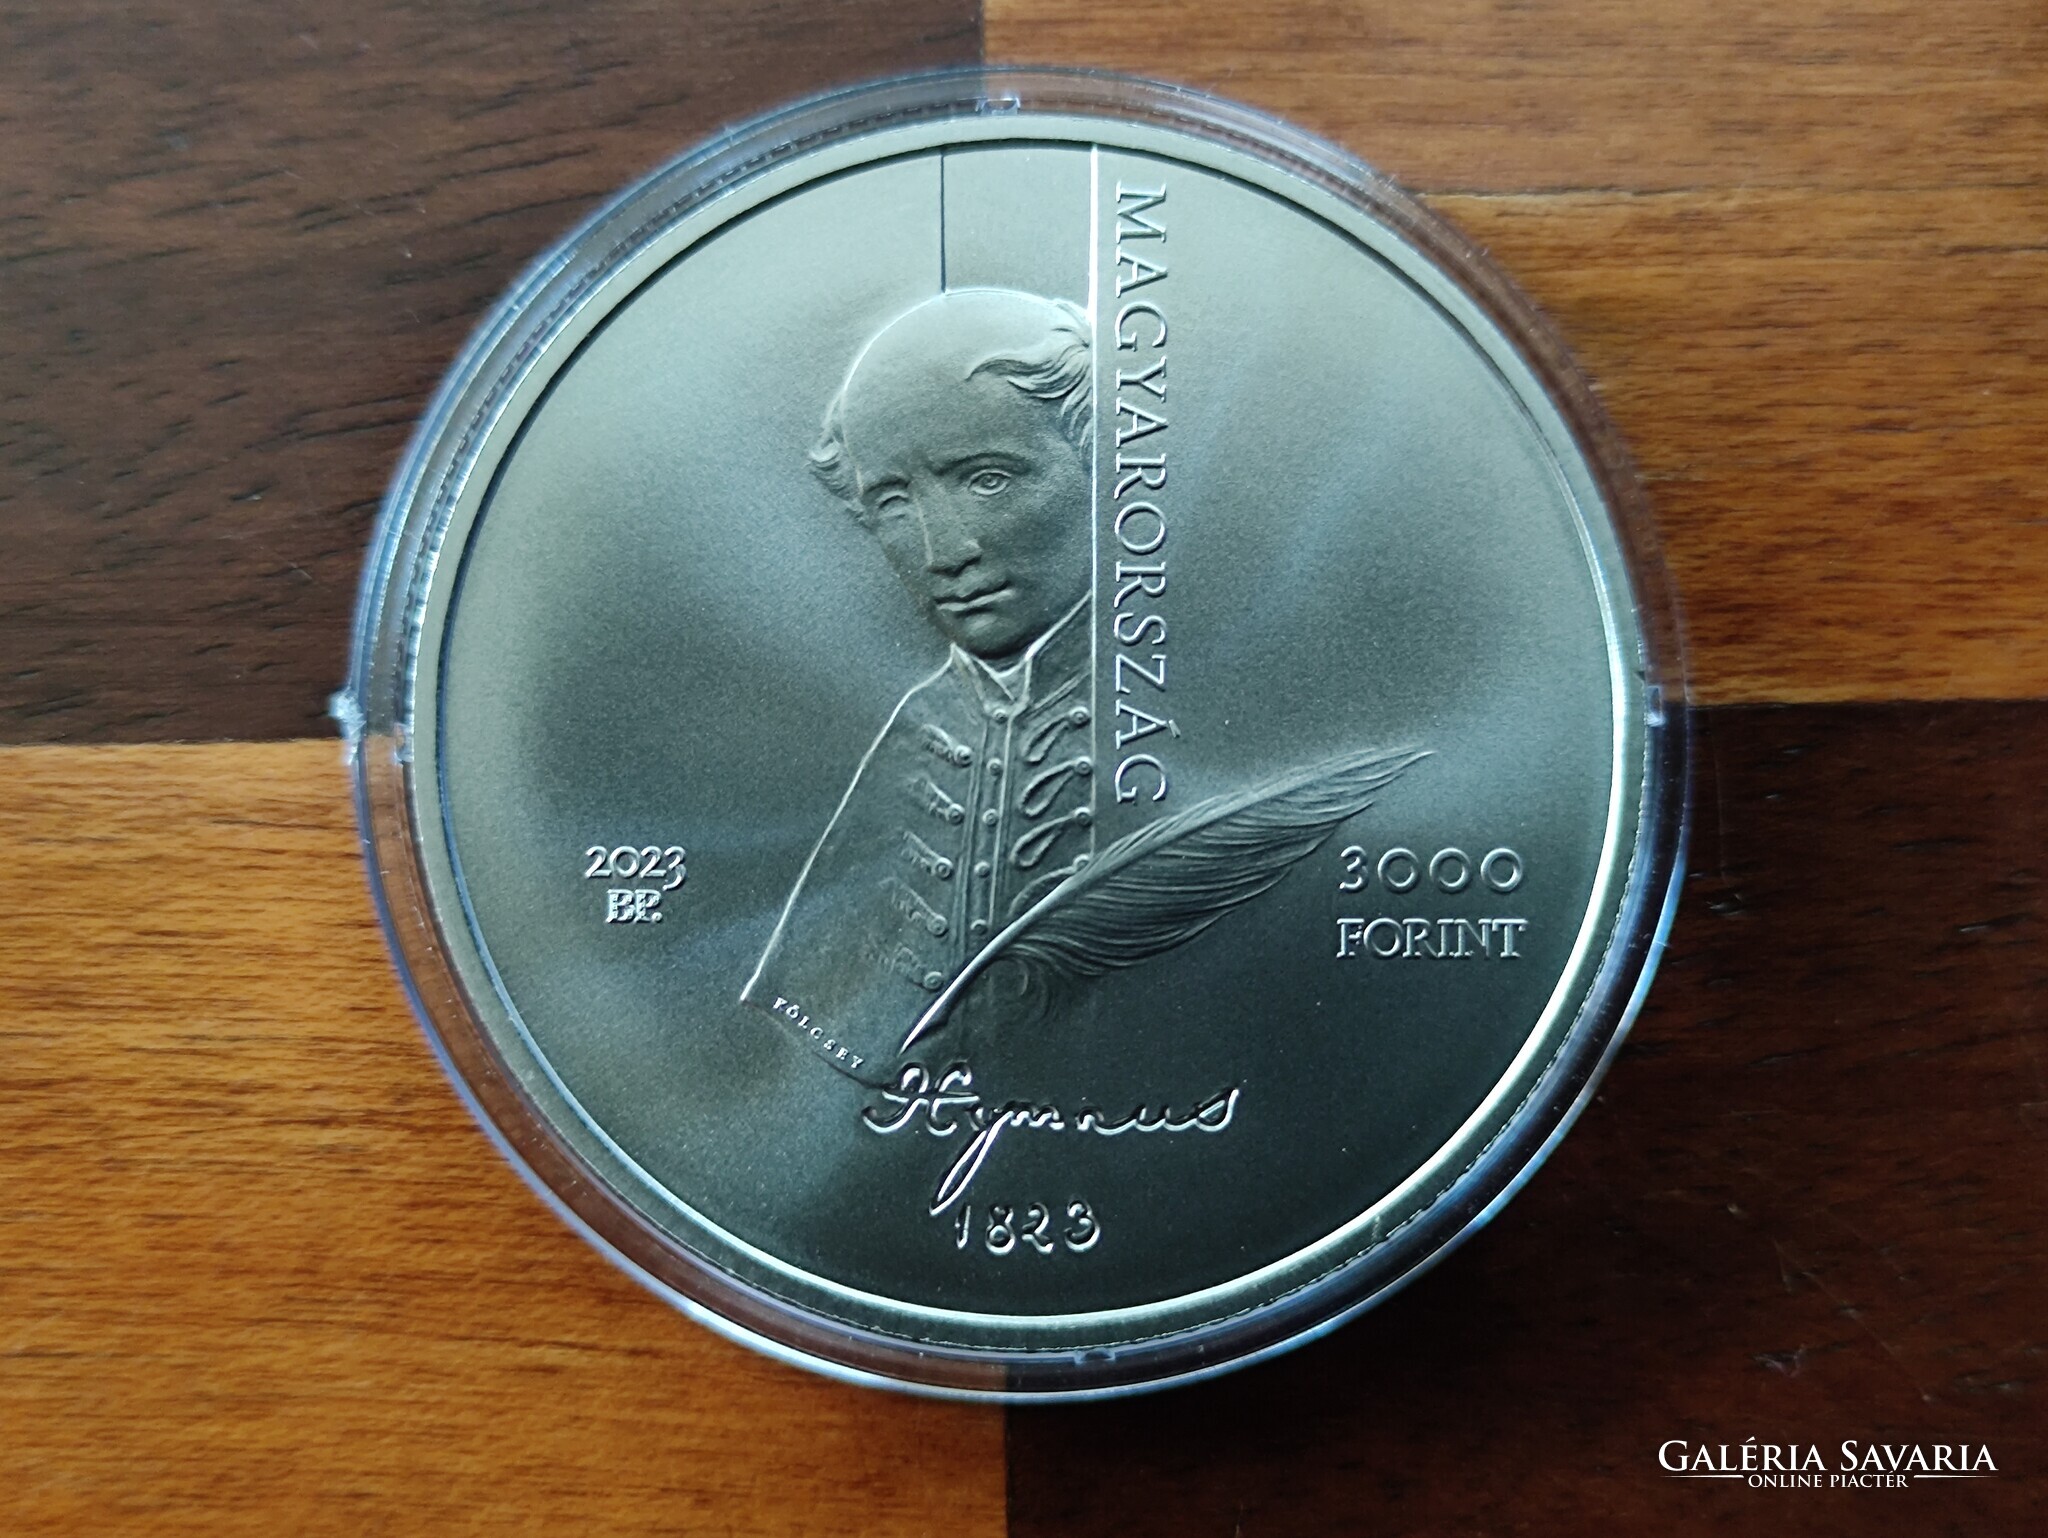 MAGYARORSZÁG
2023
BP.
3000
FORINT
KÖLCSEY
Hymnus
1823
GALÉRIA SAVARIA
ONLINE PIACTÉR